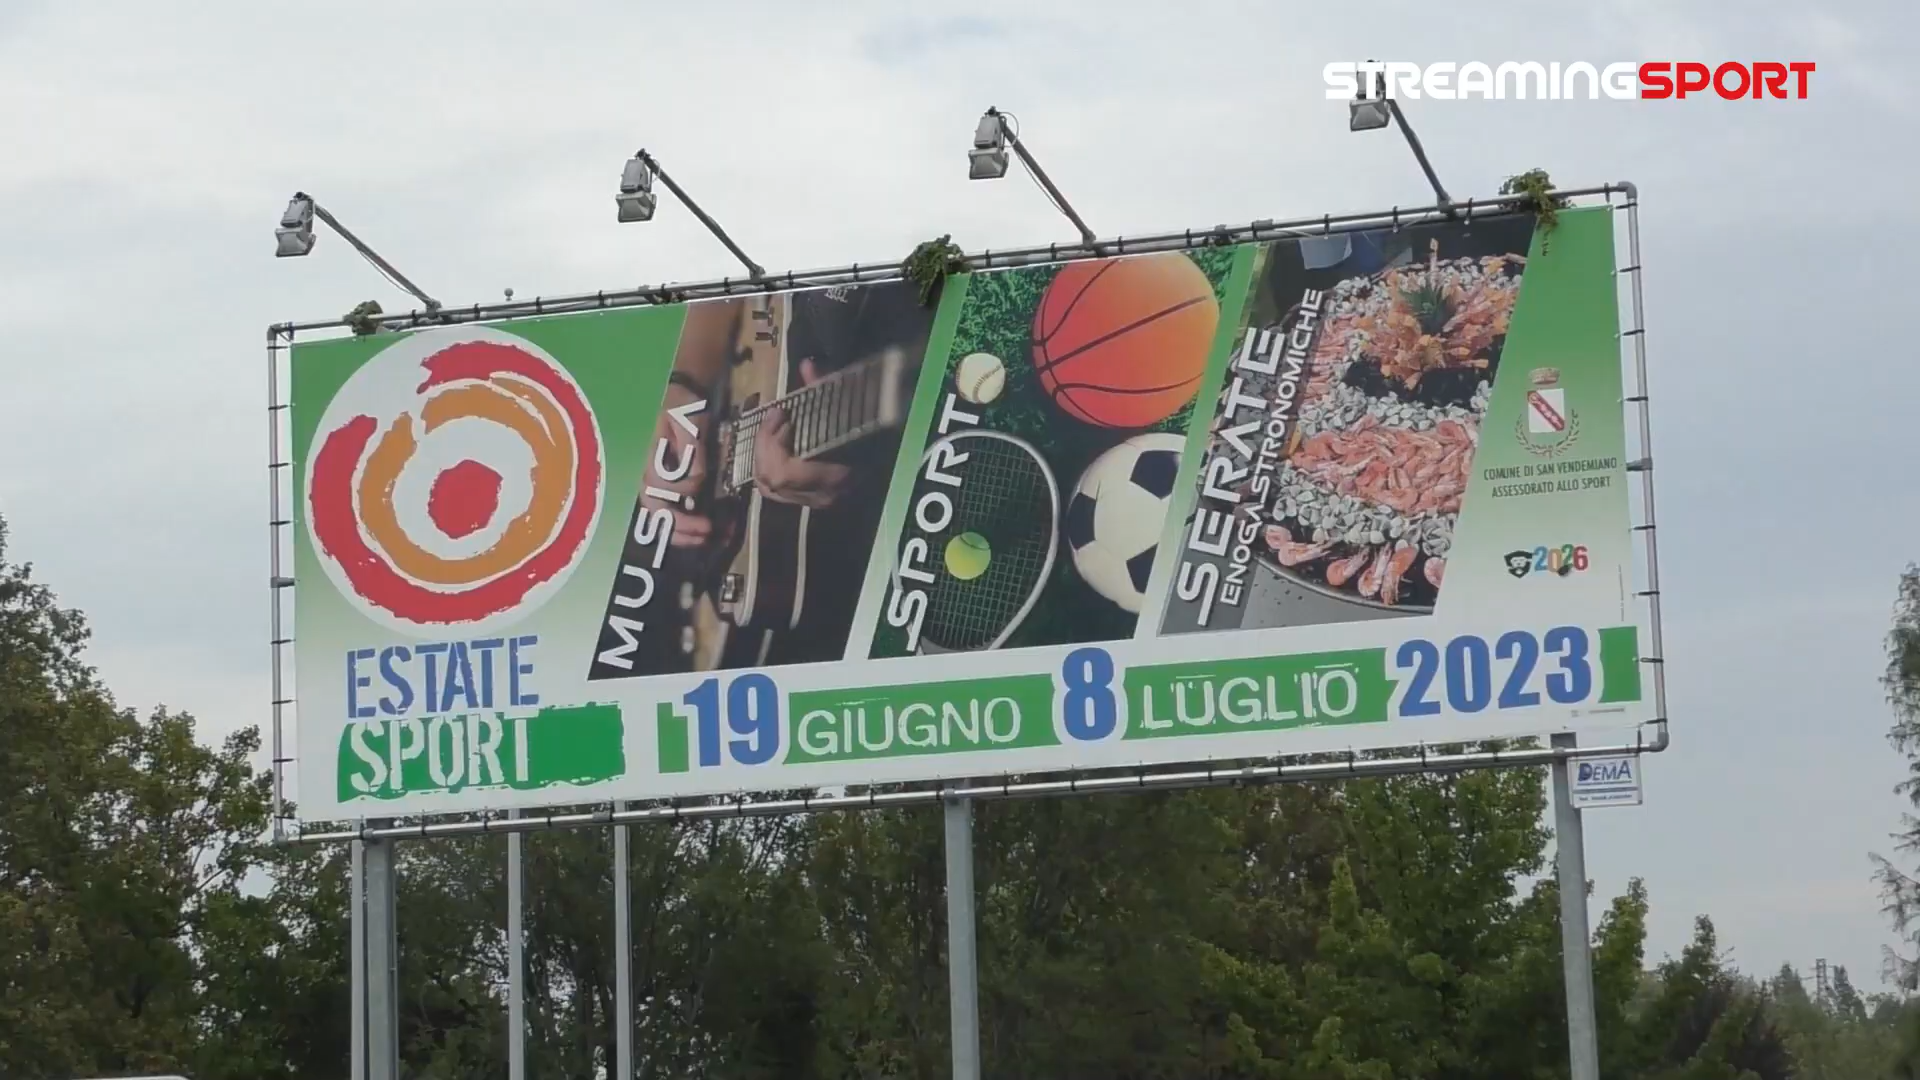 STREAMINGSPORT
MUSICA
SPORT
SERATE
ENOGASTRONOMICHE
COMUNE DI SAN VENDEMIANO
ASSESSORATO ALLO SPORT
2026
ESTATE
SPORT
19 GIUGNO 8 LUGLIO 2023
DEMA